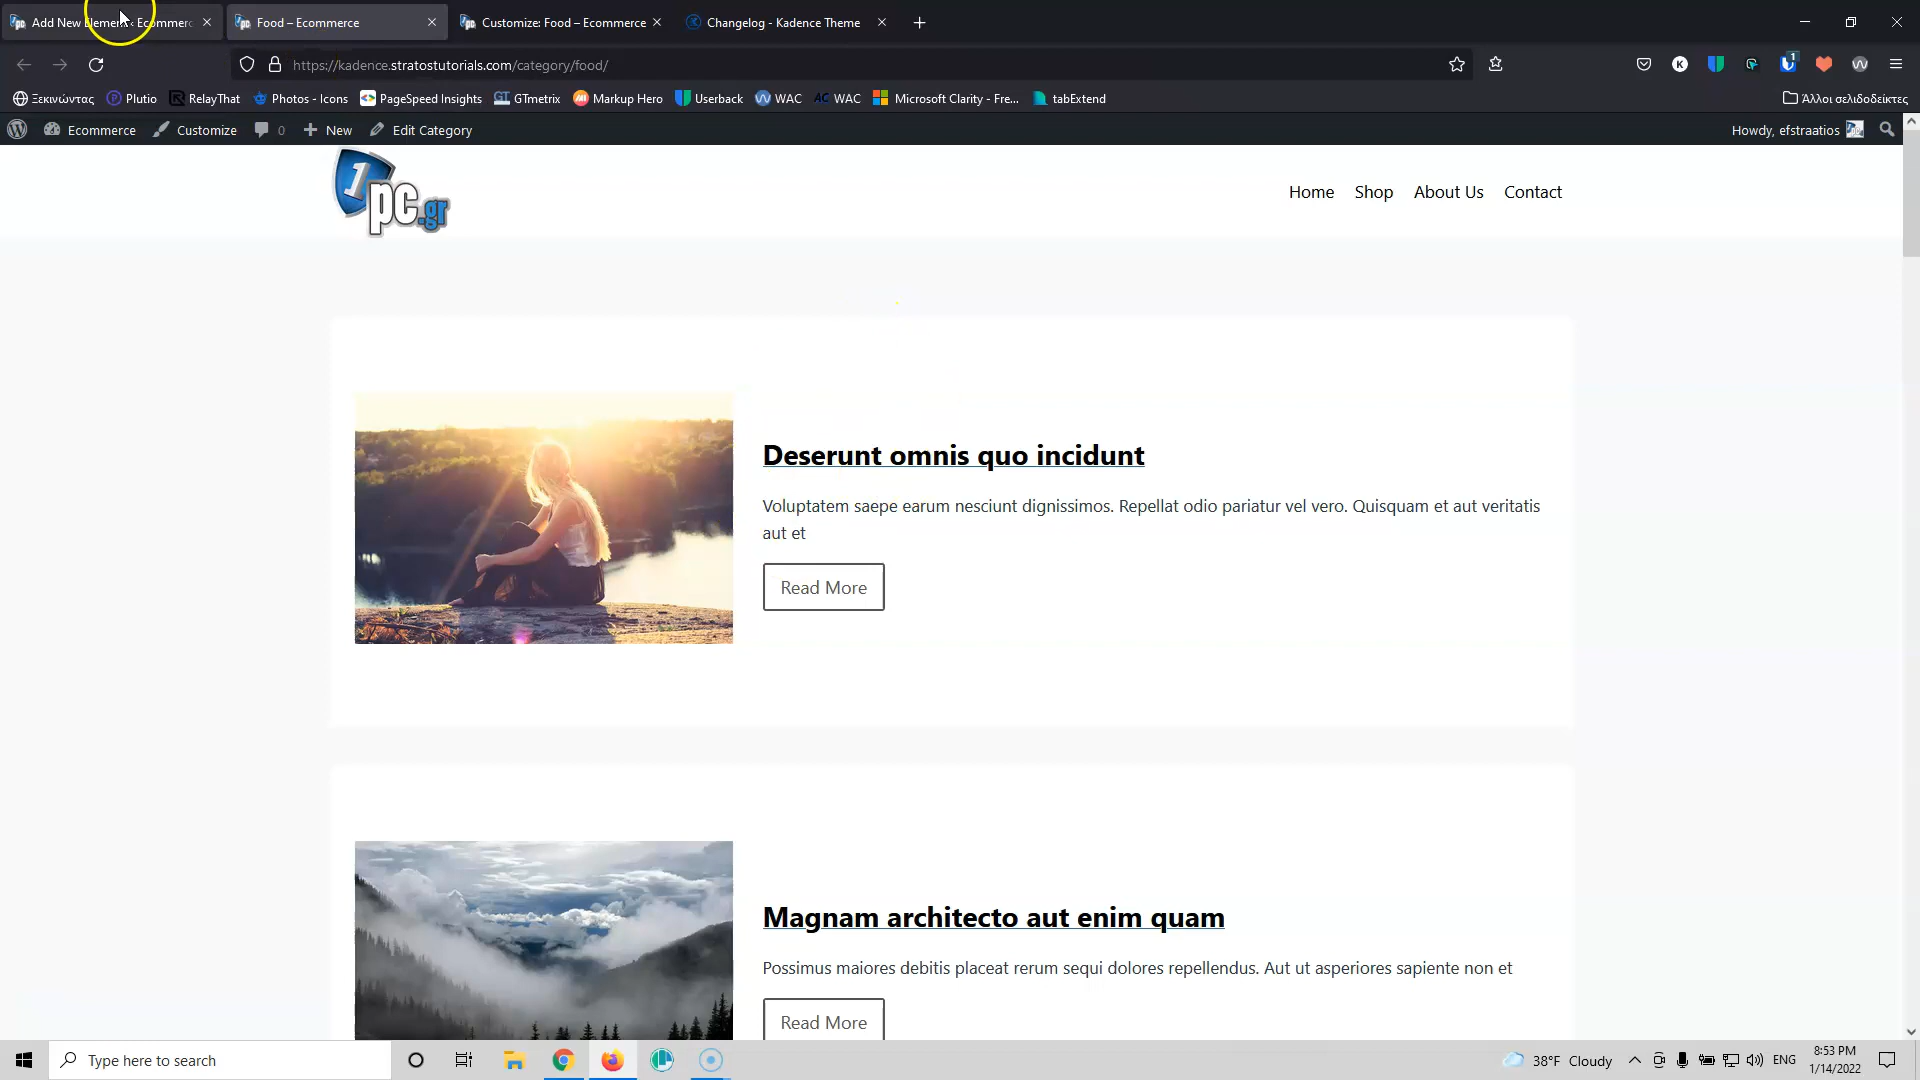 Add New Element ‹ Ecommerc
Food – Ecommerce
Customize: Food – Ecommerce
Changelog - Kadence Theme
https://kadence.stratostutorials.com/category/food/
1
Ξεκινώντας
Plutio
RelayThat
Photos - Icons
PageSpeed Insights
GTmetrix
Markup Hero
Userback
WAC
WAC
Microsoft Clarity - Fre...
tabExtend
Άλλοι σελιδοδείκτες
Ecommerce
Customize
0
New
Edit Category
Howdy, efstraatios
1pc.gr
Home
Shop
About Us
Contact
Deserunt omnis quo incidunt
Voluptatem saepe earum nesciunt dignissimos. Repellat odio pariatur vel vero. Quisquam et aut veritatis
aut et
Read More
Magnam architecto aut enim quam
Possimus maiores debitis placeat rerum sequi dolores repellendus. Aut ut asperiores sapiente non et
Read More
Type here to search
38°F Cloudy
ENG
8:53 PM
1/14/2022